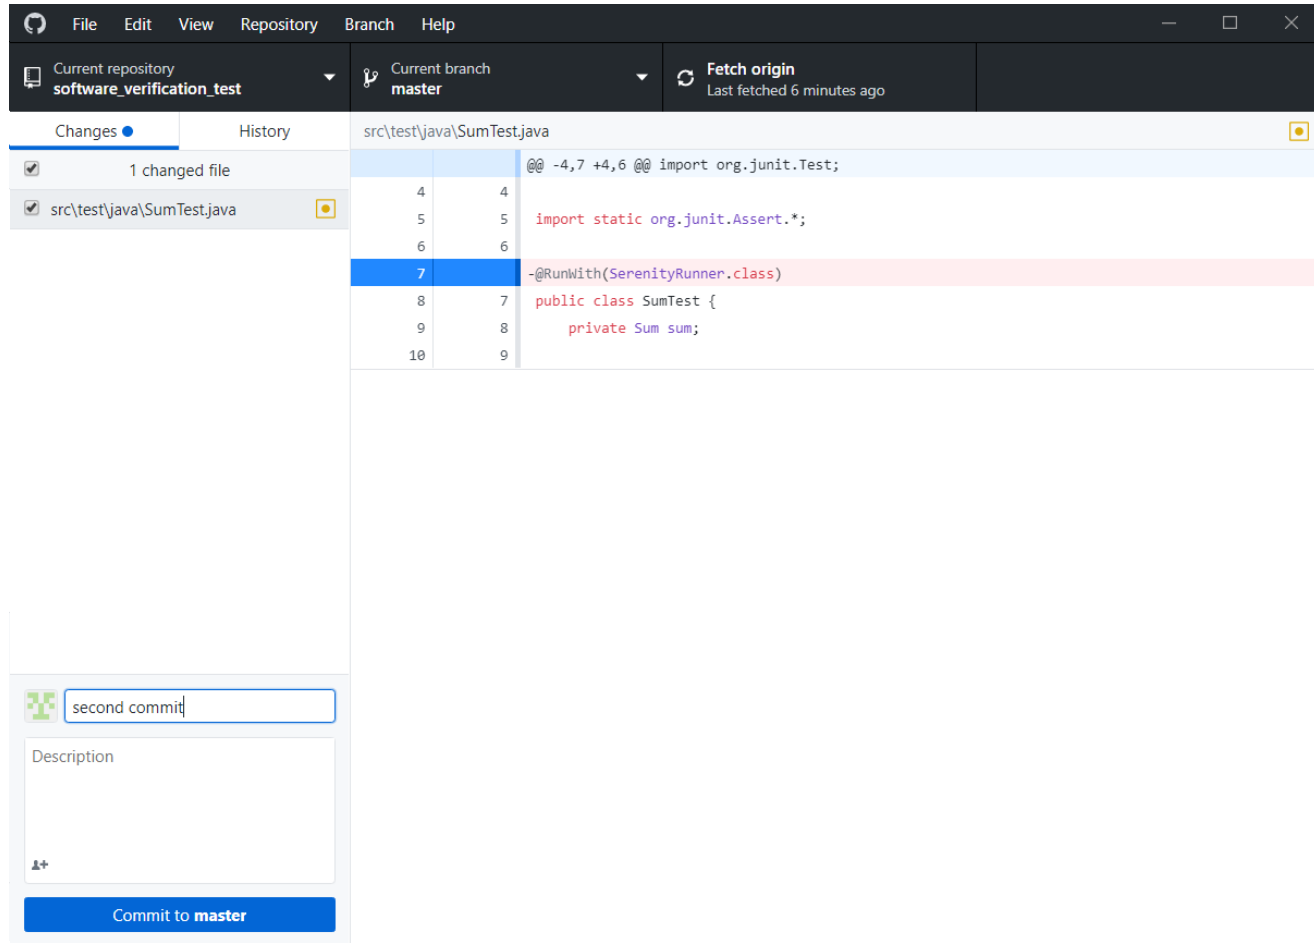 File Edit View Repository Branch Help
Current repository
software_verification_test
Current branch
master
Fetch origin
Last fetched 6 minutes ago
Changes History
1 changed file
src\test\java\SumTest.java
second commit
Description
Commit to master
src\test\java\SumTest.java
@@ -4,7 +4,6 @@ import org.junit.Test;
4 4
5 5 import static org.junit.Assert.*;
6 6
7 -@RunWith(SerenityRunner.class)
8 7 public class SumTest {
9 8 private Sum sum;
10 9